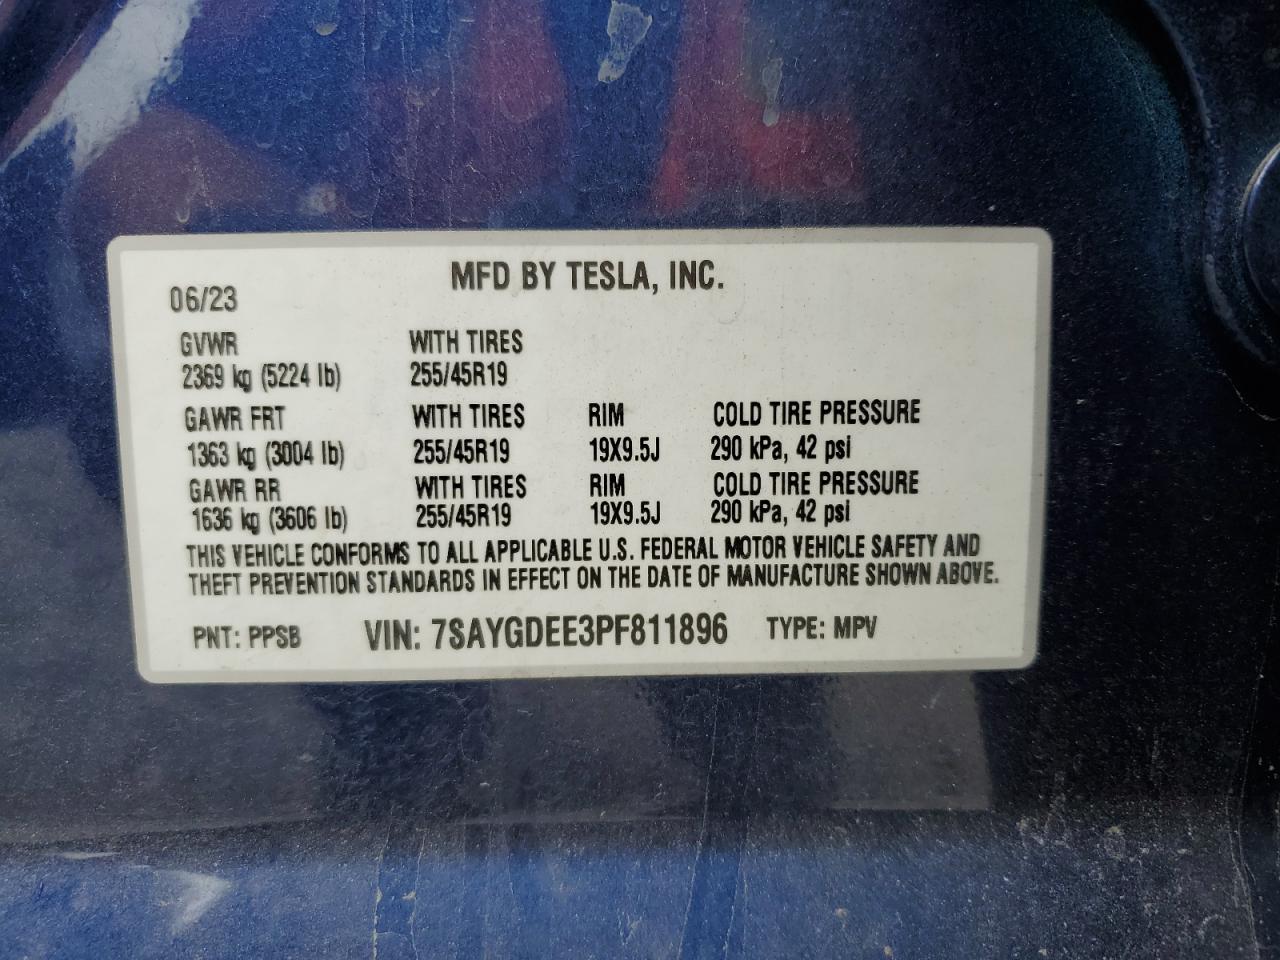 MFD BY TESLA, INC.
06/23
GVWR WITH TIRES
2369 kg (5224 lb) 255/45R19
GAWR FRT WITH TIRES RIM COLD TIRE PRESSURE
1363 kg (3004 lb) 255/45R19 19X9.5J 290 kPa, 42 psi
GAWR RR WITH TIRES RIM COLD TIRE PRESSURE
1636 kg (3606 lb) 255/45R19 19X9.5J 290 kPa, 42 psi
THIS VEHICLE CONFORMS TO ALL APPLICABLE U.S. FEDERAL MOTOR VEHICLE SAFETY AND
THEFT PREVENTION STANDARDS IN EFFECT ON THE DATE OF MANUFACTURE SHOWN ABOVE.
PNT: PPSB VIN: 7SAYGDEE3PF811896 TYPE: MPV